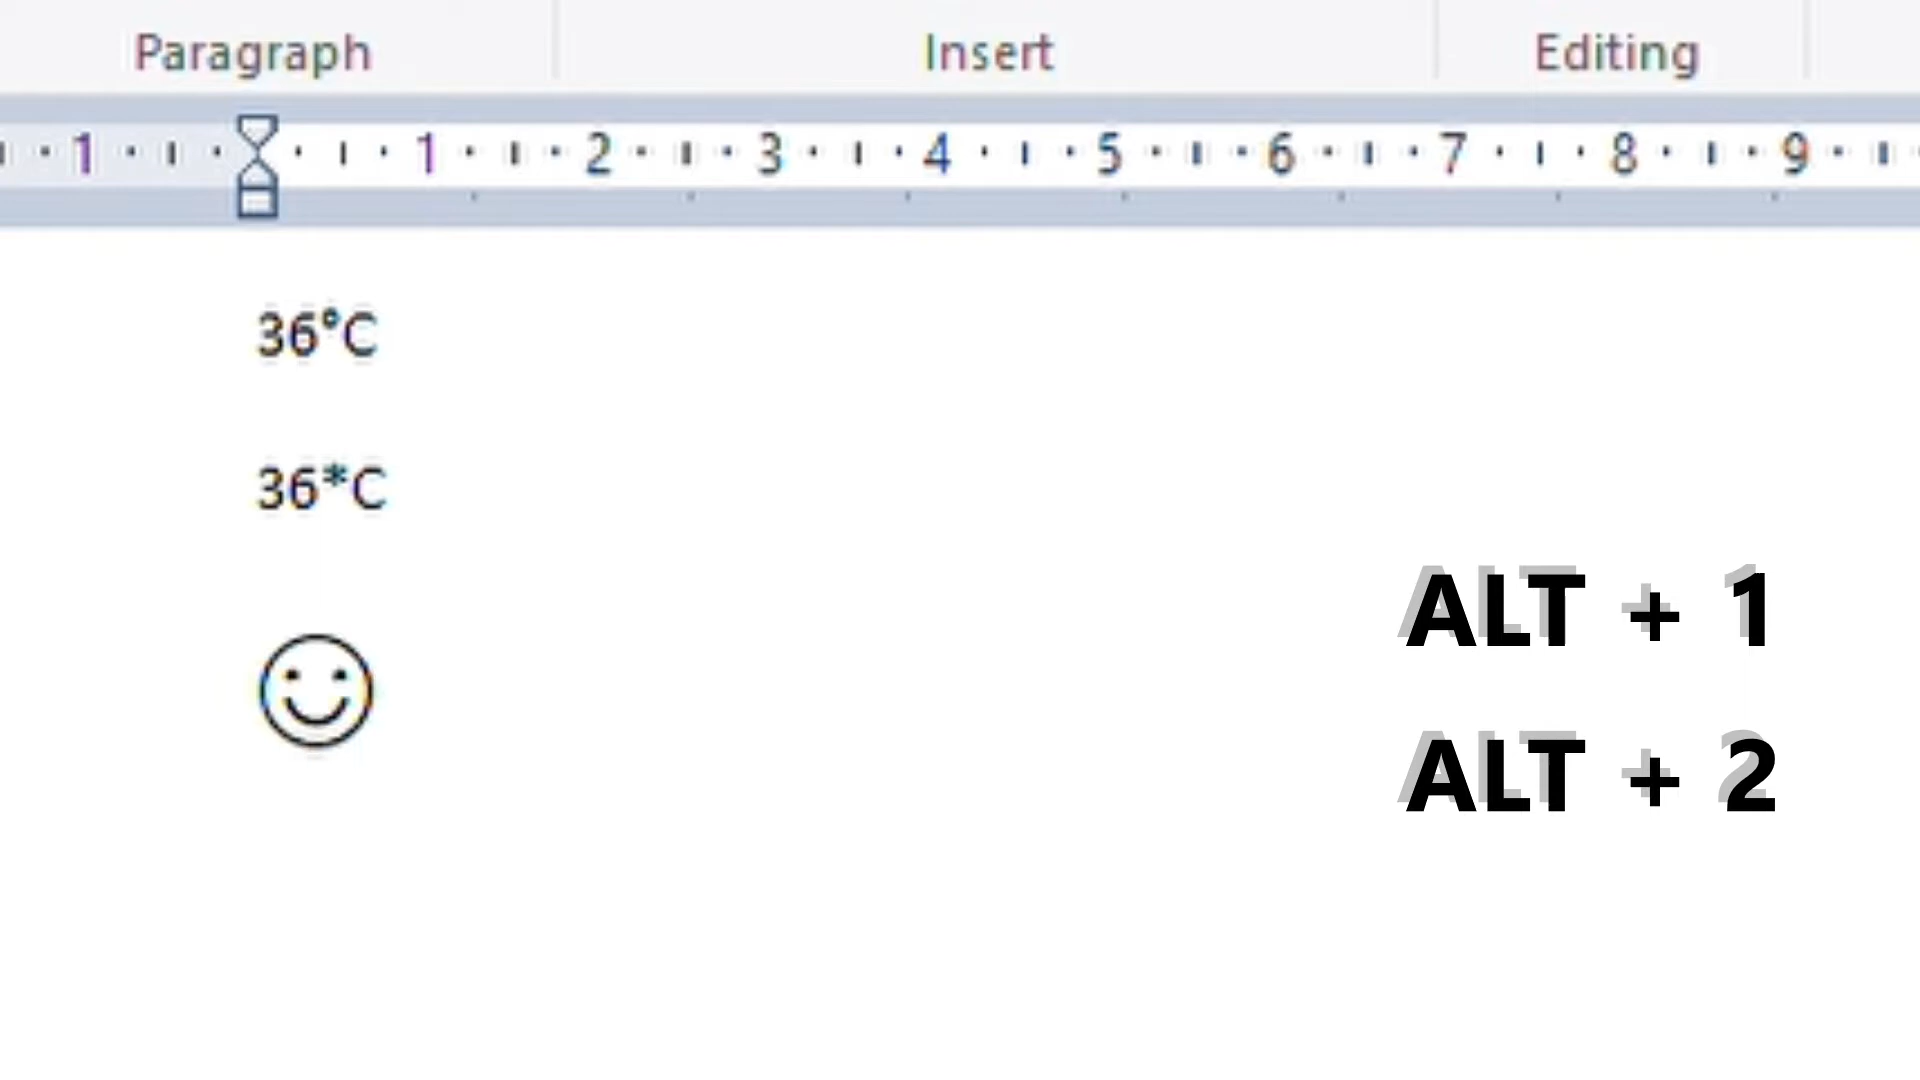 Paragraph Insert Editing
1 1 2 3 4 5 6 7 8 9
36°C
36*C
☺
ALT + 1
ALT + 2